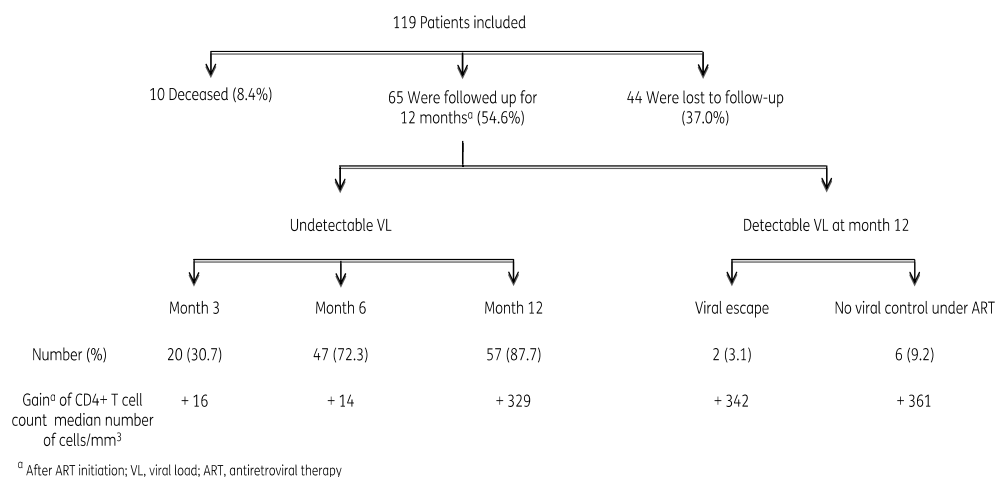 119 Patients included
10 Deceased (8.4%)
65 Were followed up for
12 monthsª (54.6%)
44 Were lost to follow-up
(37.0%)
Undetectable VL
Detectable VL at month 12
Month 3
Month 6
Month 12
Viral escape
No viral control under ART
Number (%)
20 (30.7)
47 (72.3)
57 (87.7)
2 (3.1)
6 (9.2)
Gainª of CD4+ T cell
count median number
of cells/mm³
+ 16
+ 14
+ 329
+ 342
+ 361
ª After ART initiation; VL, viral load; ART, antiretroviral therapy